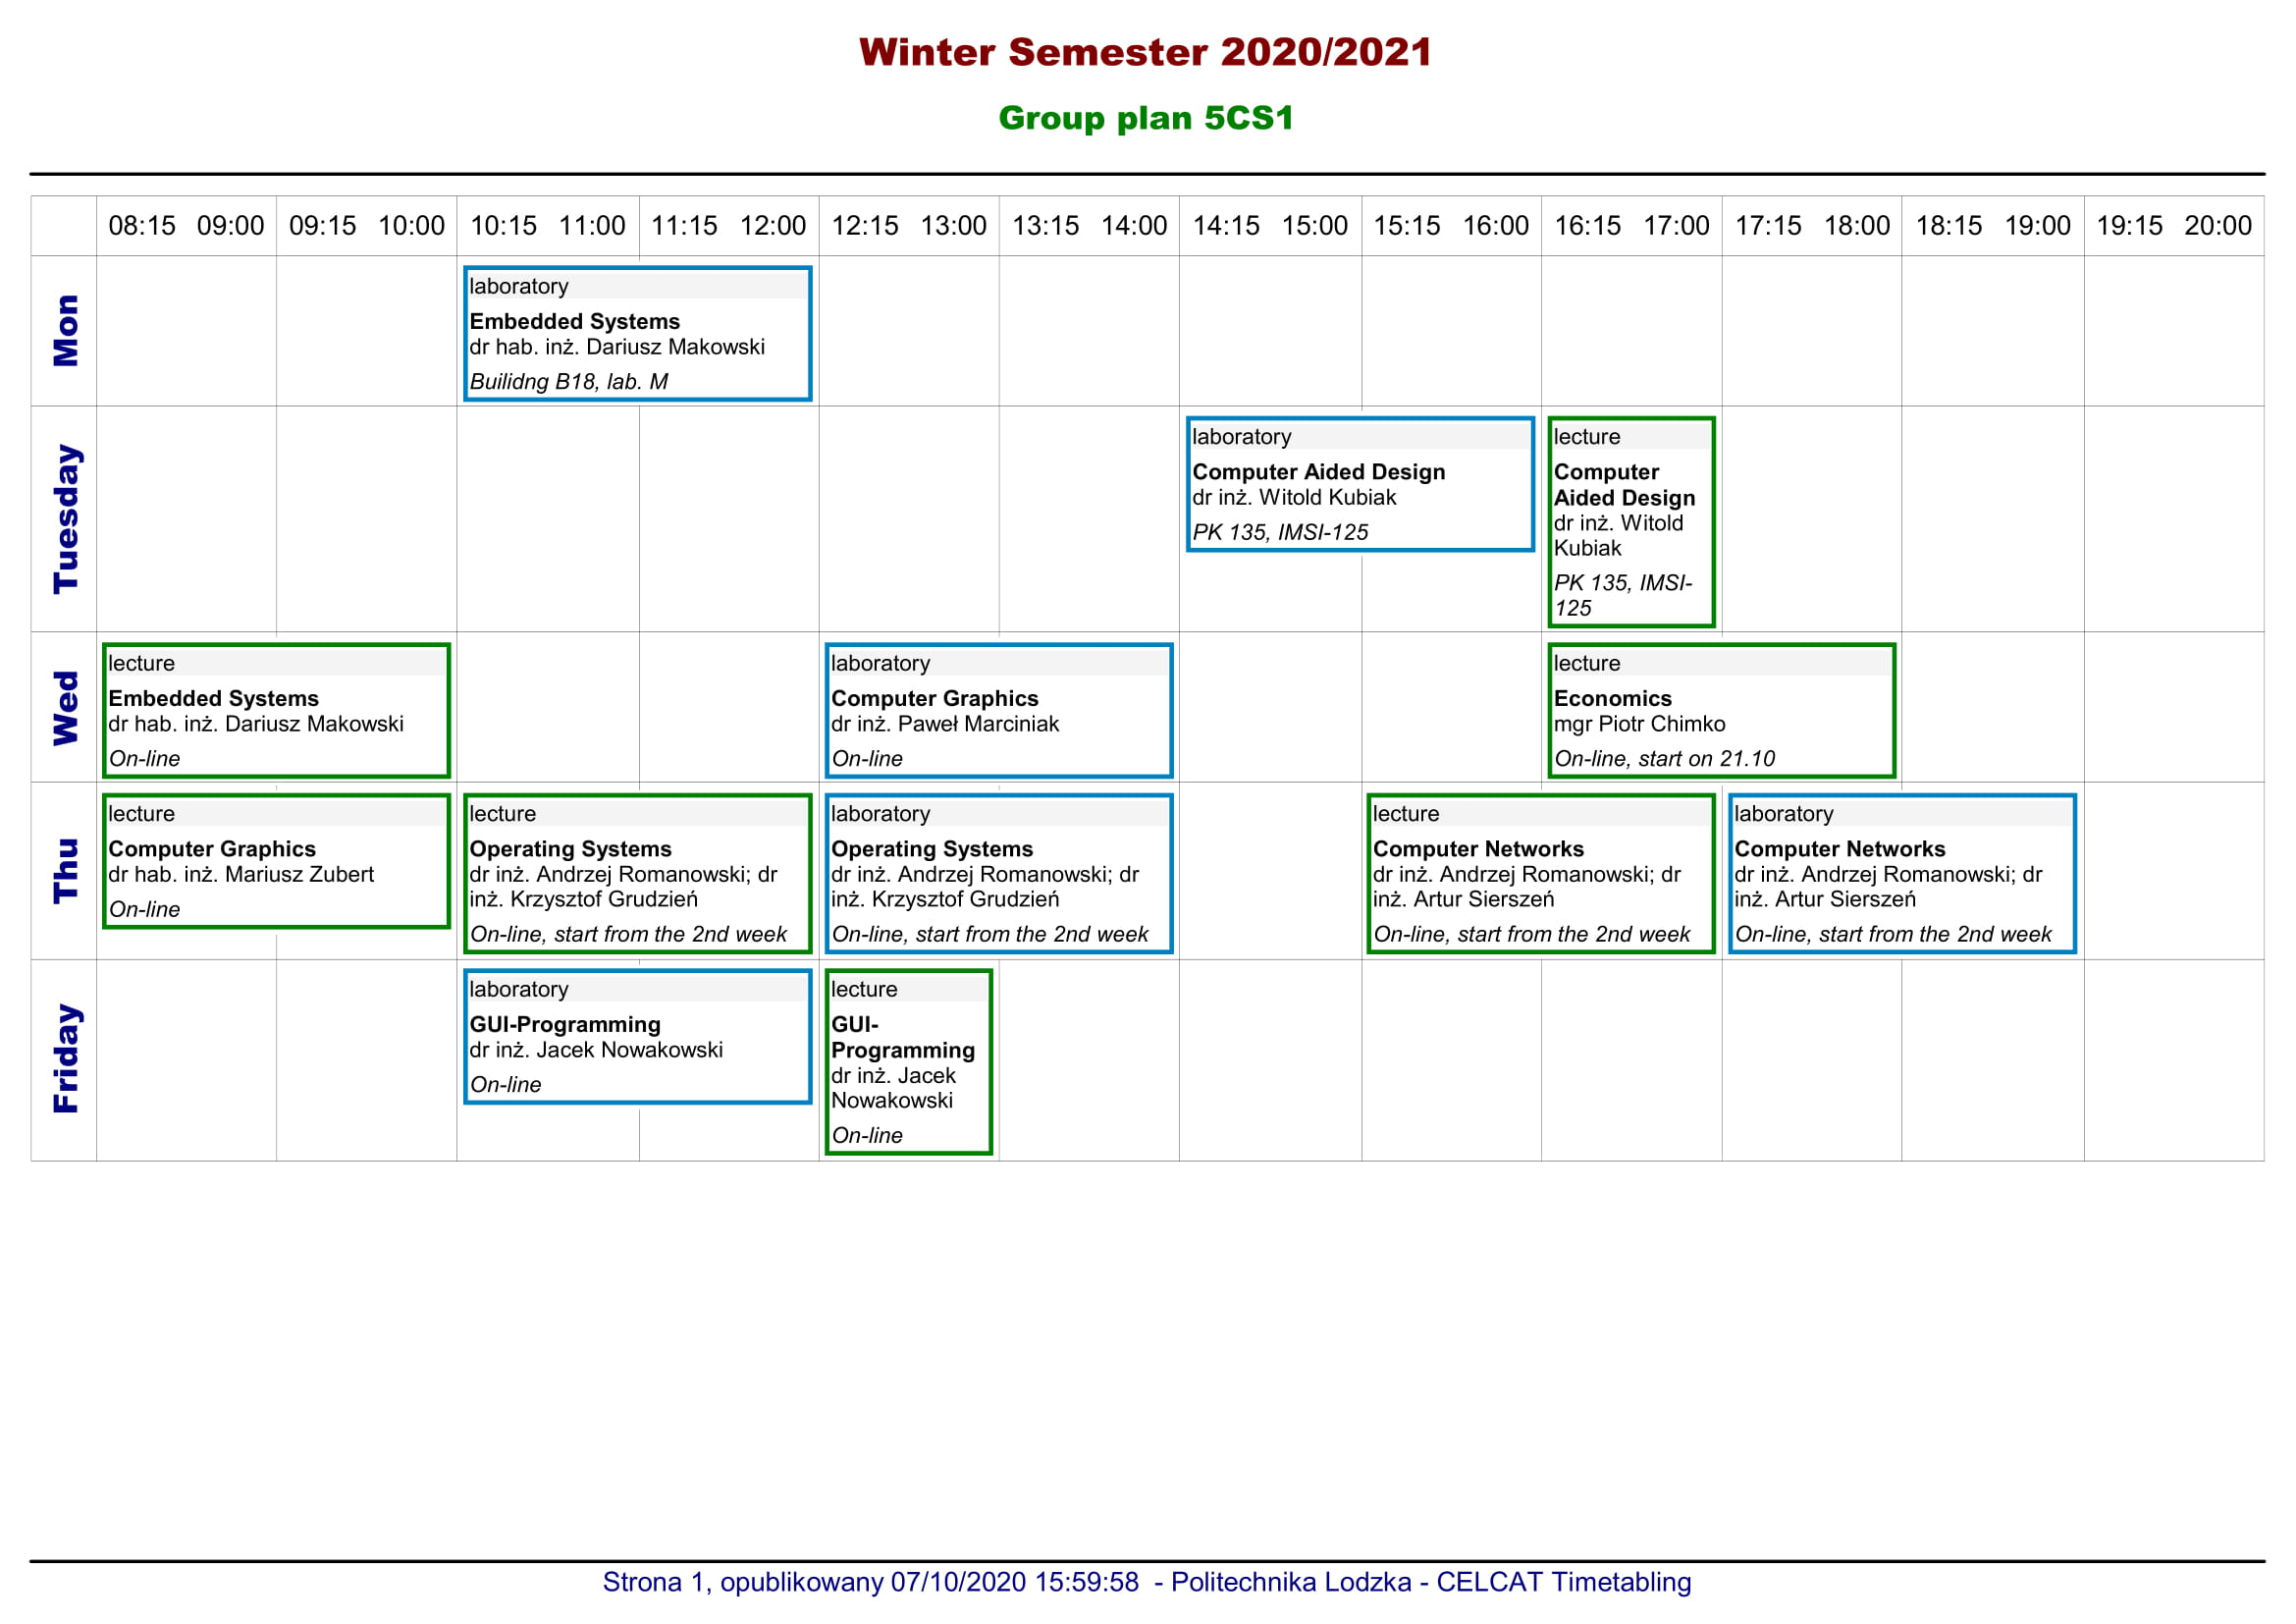 Winter Semester 2020/2021
Group plan 5CS1
08:15 09:00 09:15 10:00 10:15 11:00 11:15 12:00 12:15 13:00 13:15 14:00 14:15 15:00 15:15 16:00 16:15 17:00 17:15 18:00 18:15 19:00 19:15 20:00
Mon
laboratory
Embedded Systems
dr hab. inż. Dariusz Makowski
Builidng B18, lab. M
Tuesday
laboratory
Computer Aided Design
dr inż. Witold Kubiak
PK 135, IMSI-125
lecture
Computer
Aided Design
dr inż. Witold
Kubiak
PK 135, IMSI-
125
Wed
lecture
Embedded Systems
dr hab. inż. Dariusz Makowski
On-line
laboratory
Computer Graphics
dr inż. Paweł Marciniak
On-line
lecture
Economics
mgr Piotr Chimko
On-line, start on 21.10
Thu
lecture
Computer Graphics
dr hab. inż. Mariusz Zubert
On-line
lecture
Operating Systems
dr inż. Andrzej Romanowski; dr
inż. Krzysztof Grudzień
On-line, start from the 2nd week
laboratory
Operating Systems
dr inż. Andrzej Romanowski; dr
inż. Krzysztof Grudzień
On-line, start from the 2nd week
lecture
Computer Networks
dr inż. Andrzej Romanowski; dr
inż. Artur Sierszeń
On-line, start from the 2nd week
laboratory
Computer Networks
dr inż. Andrzej Romanowski; dr
inż. Artur Sierszeń
On-line, start from the 2nd week
Friday
laboratory
GUI-Programming
dr inż. Jacek Nowakowski
On-line
lecture
GUI-
Programming
dr inż. Jacek
Nowakowski
On-line
Strona 1, opublikowany 07/10/2020 15:59:58 - Politechnika Lodzka - CELCAT Timetabling